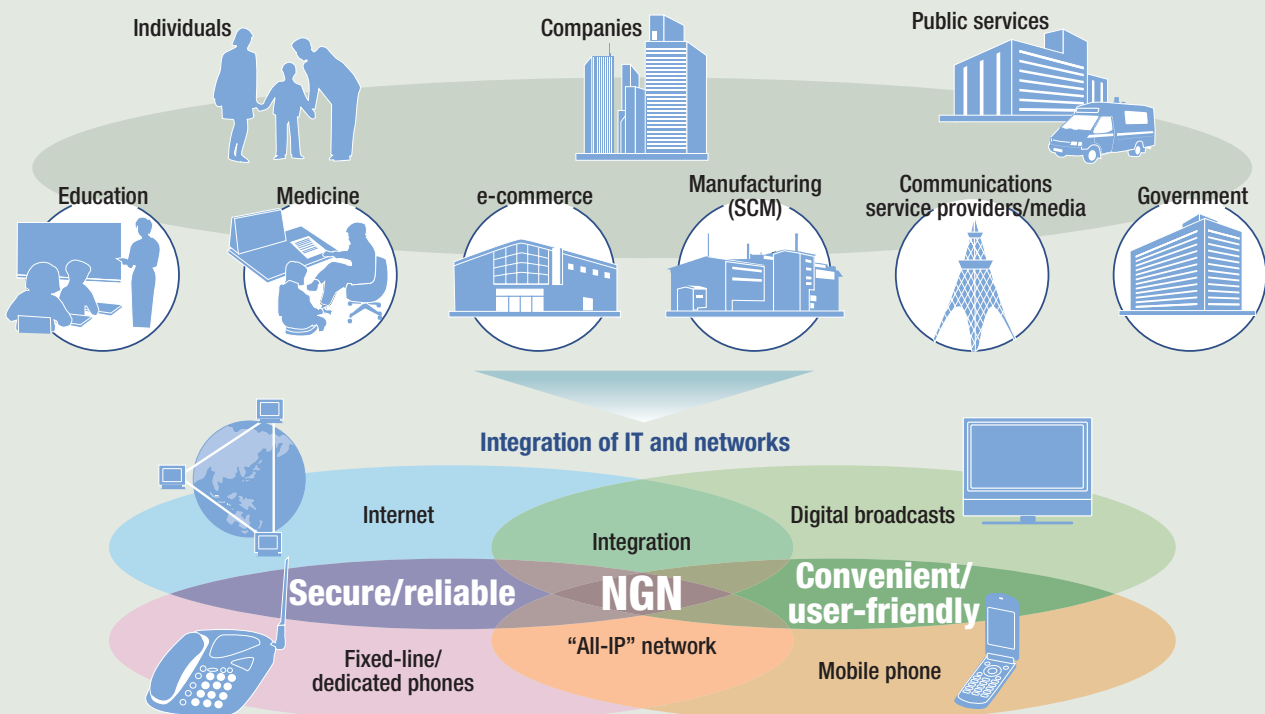 Individuals
Companies
Public services
Education
Medicine
e-commerce
Manufacturing
(SCM)
Communications
service providers/media
Government
Integration of IT and networks
Internet
Digital broadcasts
Integration
Secure/reliable
NGN
Convenient/
user-friendly
“All-IP” network
Fixed-line/
dedicated phones
Mobile phone